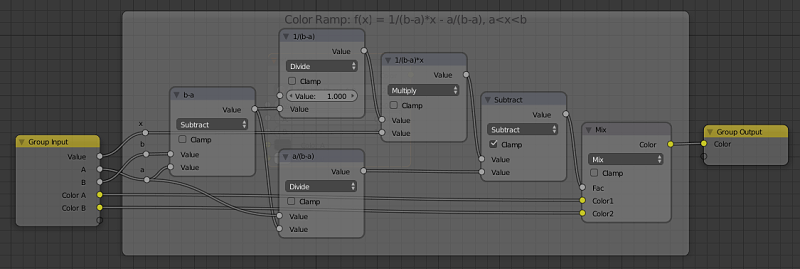 Color Ramp: f(x) = 1/(b-a)*x - a/(b-a), a<x<b
Group Input
Value
A
B
Color A
Color B
x
b
a
b-a
Value
Subtract
Clamp
Value
Value
1/(b-a)
Value
Divide
Clamp
Value: 1.000
Value
a/(b-a)
Value
Divide
Clamp
Value
Value
1/(b-a)*x
Value
Multiply
Clamp
Value
Value
Subtract
Value
Subtract
Clamp
Value
Value
Mix
Color
Mix
Clamp
Fac
Color1
Color2
Group Output
Color